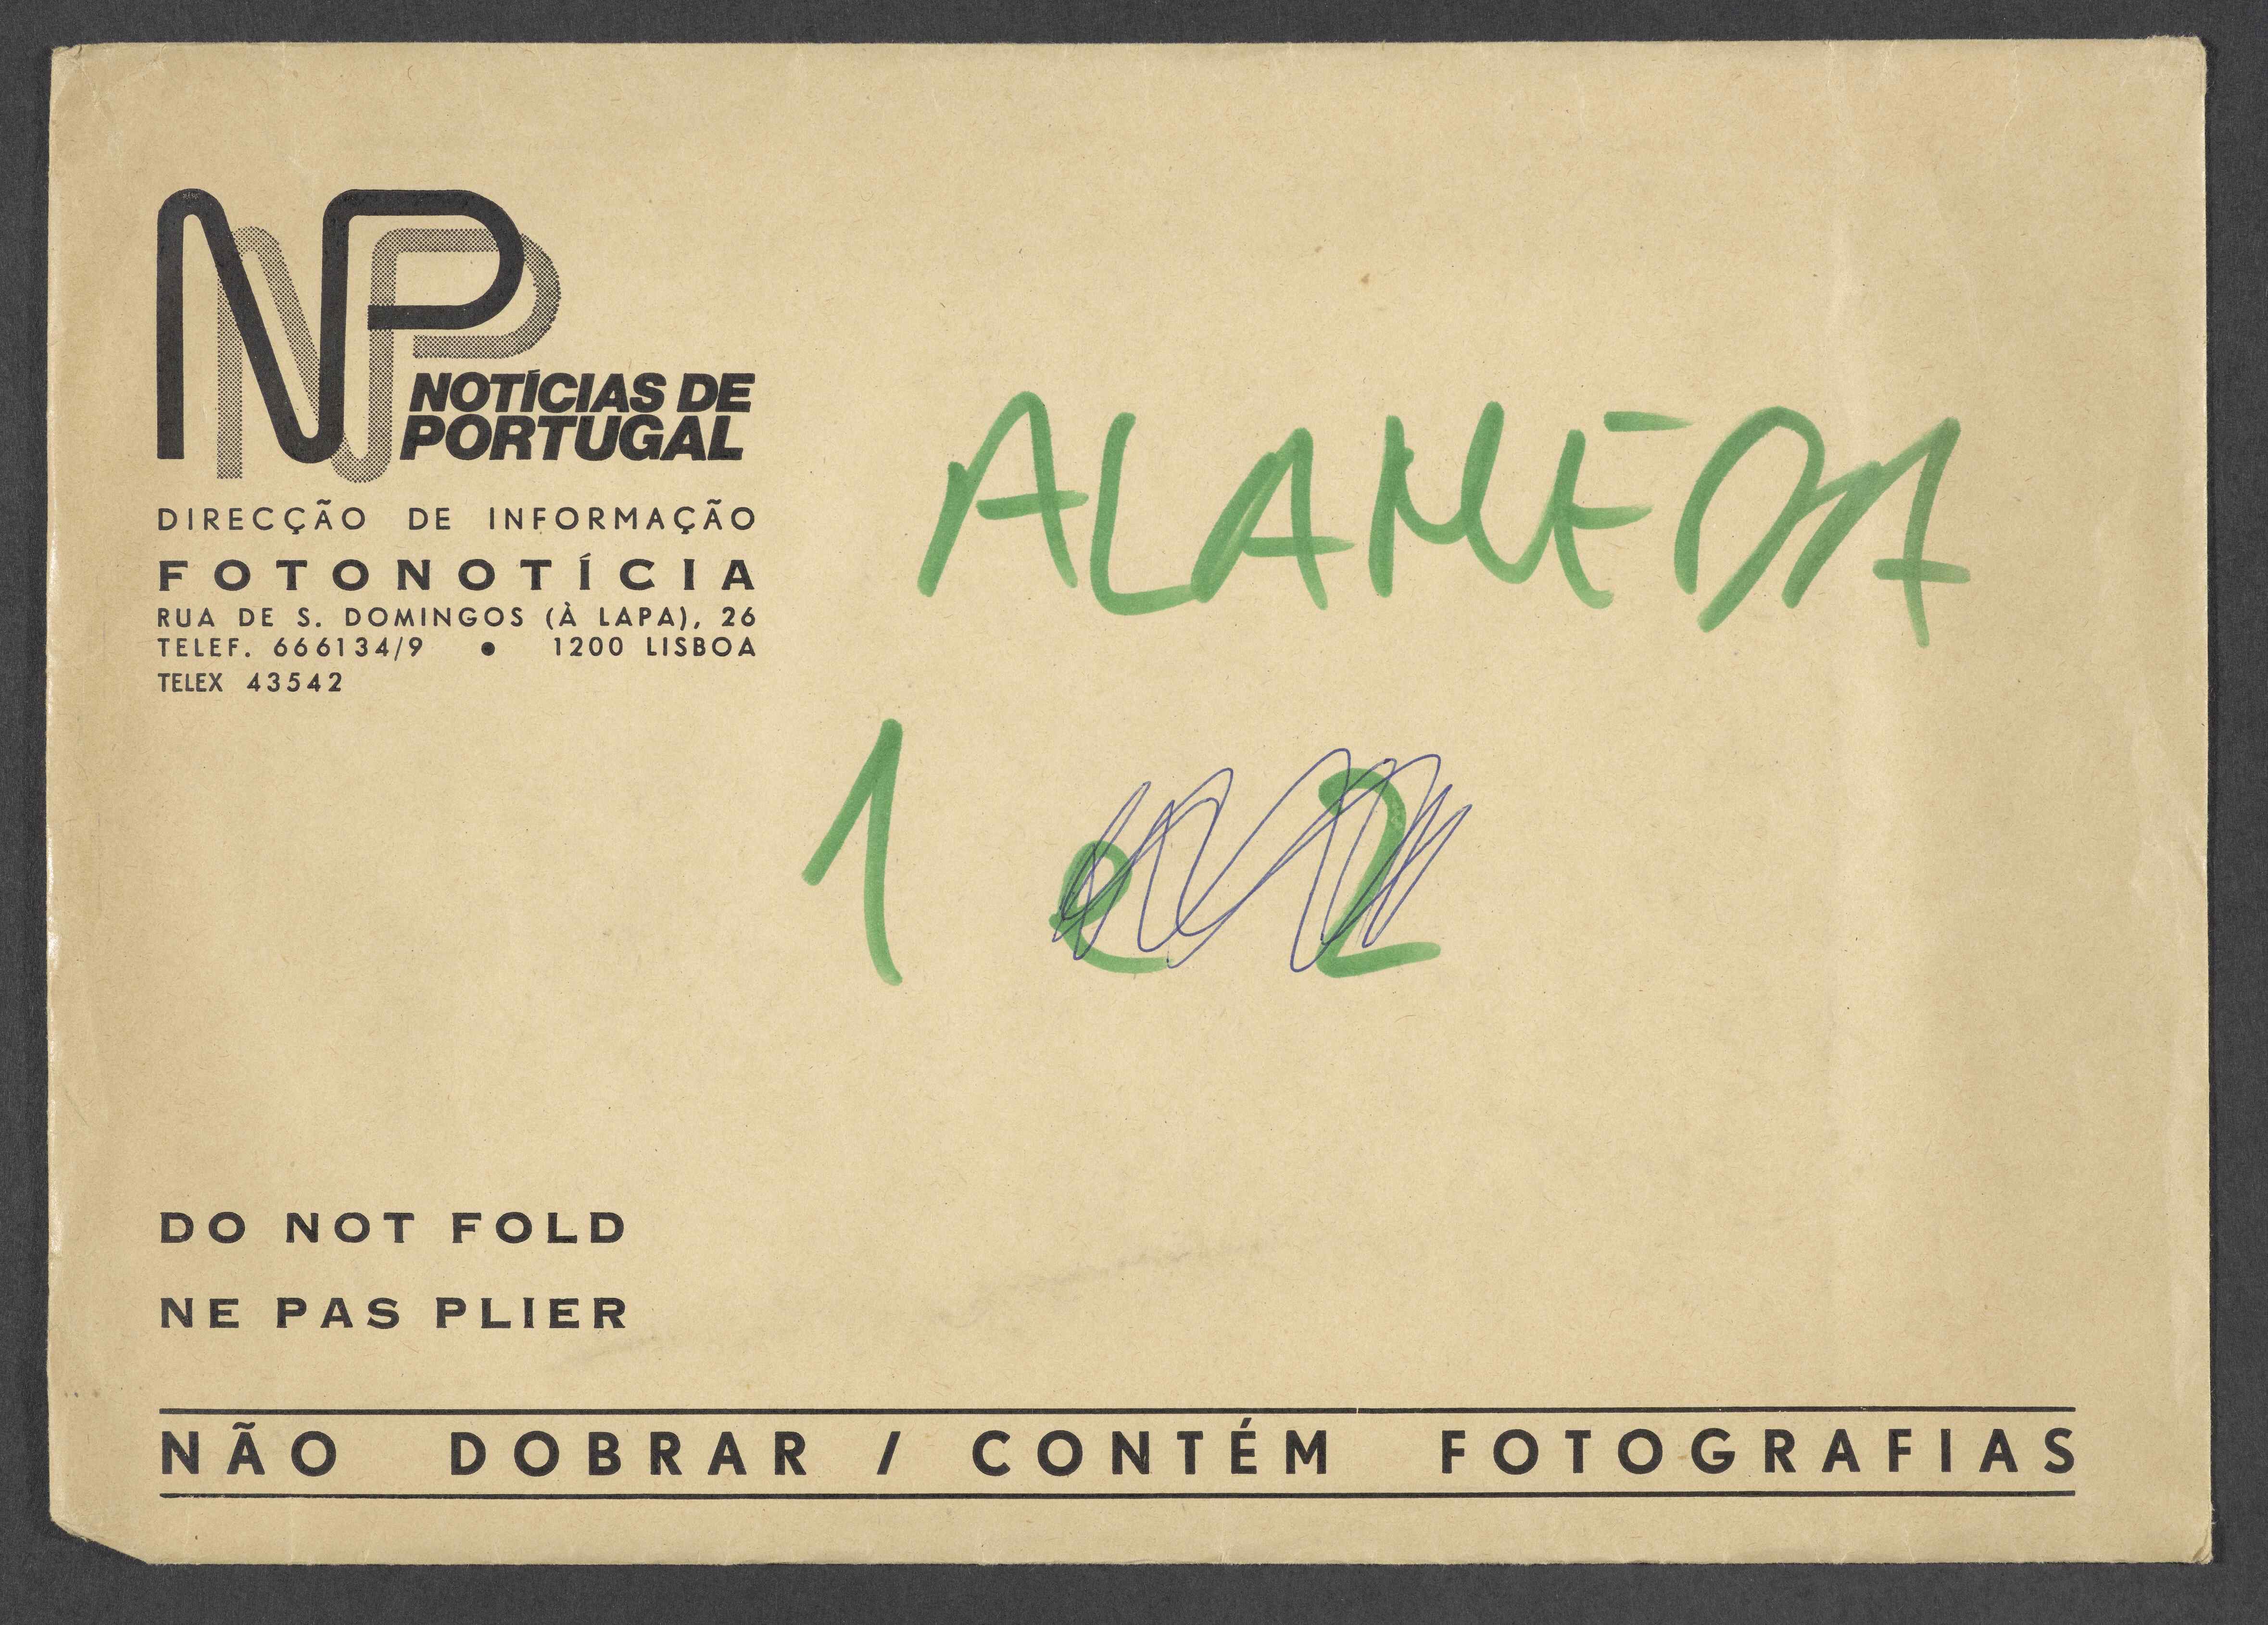 NP
NOTÍCIAS DE
PORTUGAL
DIRECÇÃO DE INFORMAÇÃO
FOTONOTÍCIA
RUA DE S. DOMINGOS (À LAPA), 26
TELEF. 666134/9 • 1200 LISBOA
TELEX 43542
ALAMEDA
1 e 2
DO NOT FOLD
NE PAS PLIER
NÃO DOBRAR / CONTÉM FOTOGRAFIAS